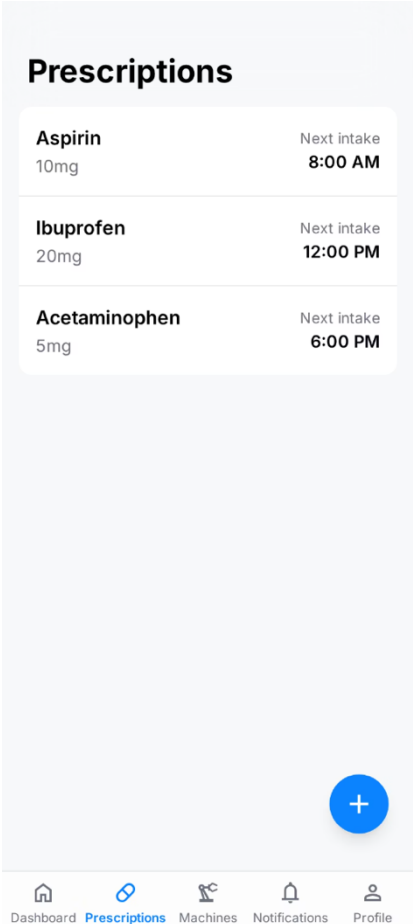 Prescriptions
Aspirin
Next intake
10mg
8:00 AM
Ibuprofen
Next intake
20mg
12:00 PM
Acetaminophen
Next intake
5mg
6:00 PM
Dashboard Prescriptions Machines Notifications Profile